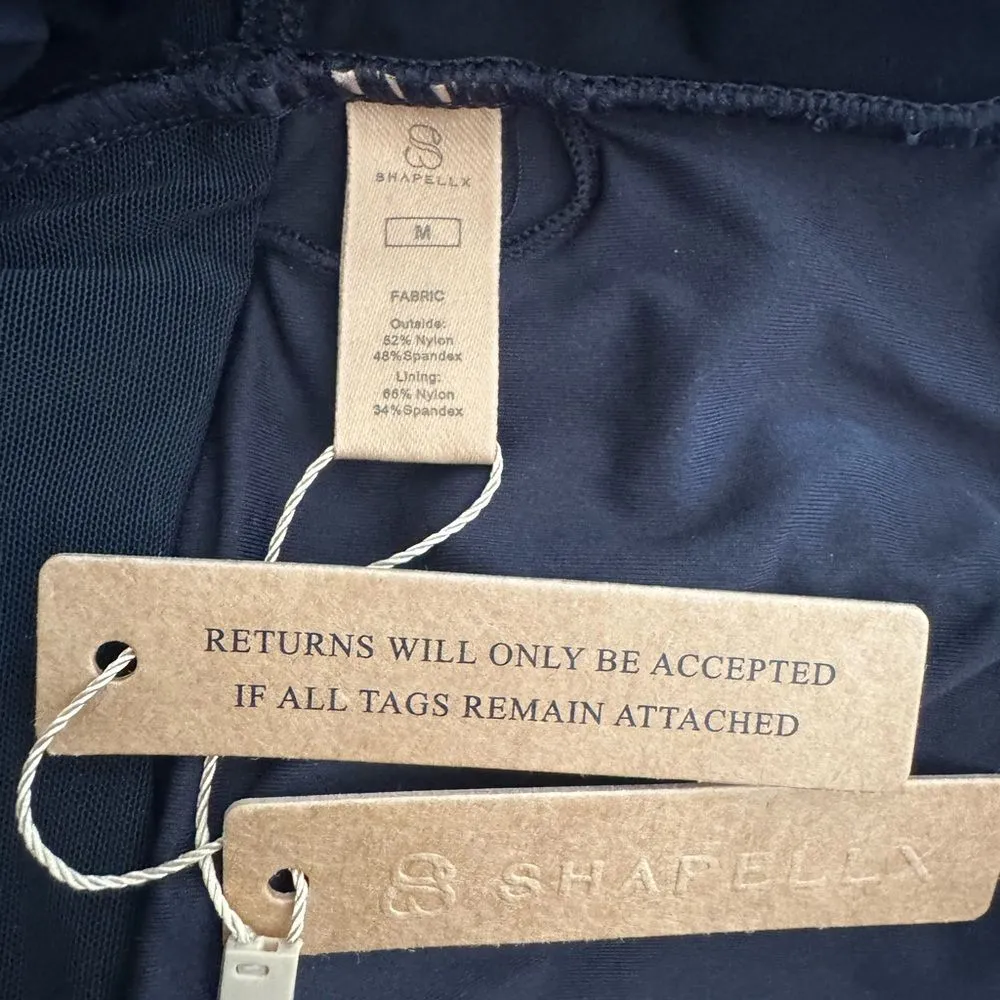 SHAPELLX
M
FABRIC
Outside:
52% Nylon
48%Spandex
Lining:
66% Nylon
34%Spandex
RETURNS WILL ONLY BE ACCEPTED
IF ALL TAGS REMAIN ATTACHED
SHAPELLX